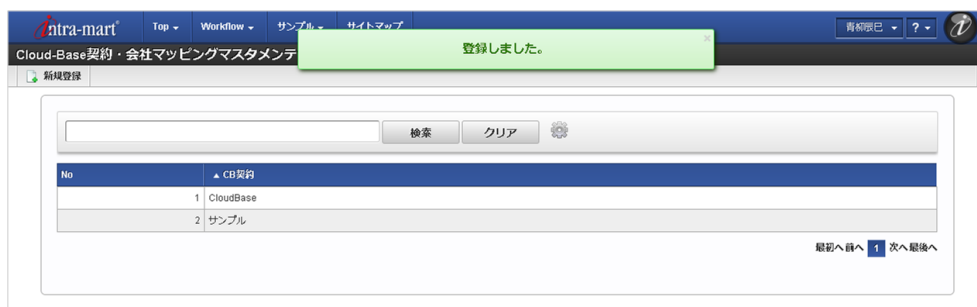 intra-mart® Top Workflow サンプル サイトマップ 青柳辰巳 ?
Cloud-Base契約・会社マッピングマスタメンテ
登録しました。 ×
新規登録
検索 クリア
No ▲ CB契約
1 CloudBase
2 サンプル
最初へ 前へ 1 次へ 最後へ